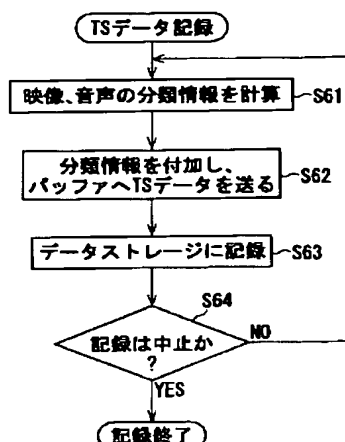 TSデータ記録
映像、音声の分類情報を計算
S61
分類情報を付加し、
バッファへTSデータを送る
S62
データストレージに記録
S63
S64
記録は中止か
?
NO
YES
記録終了